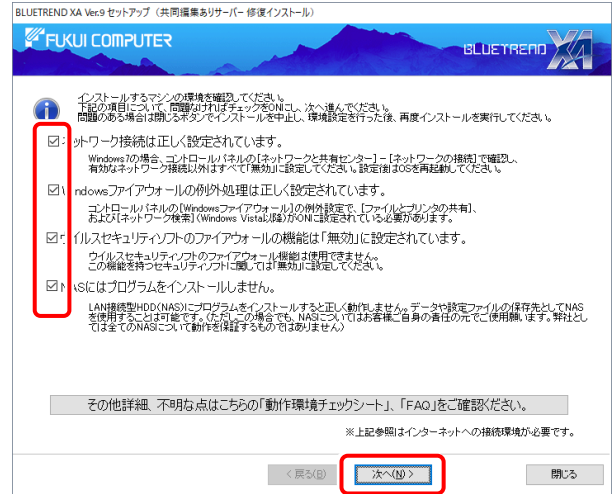 BLUETREND XA Ver.9 セットアップ（共同編集ありサーバー 修復インストール）
FUKUI COMPUTER
BLUETREND XA
インストールするマシンの環境を確認してください。
下記の項目について、問題なければチェックをONにし、次へ進んでください。
問題のある場合は閉じるボタンでインストールを中止し、環境設定を行った後、再度インストールを実行してください。
ットワーク接続は正しく設定されています。
Windows7の場合、コントロールパネルの[ネットワークと共有センター] － [ネットワークの接続]で確認し、
有効なネットワーク接続以外はすべて「無効」に設定してください。設定後はOSを再起動してください。
ndowsファイアウォールの例外処理は正しく設定されています。
コントロールパネルの[Windowsファイアウォール]の例外設定で、[ファイルとプリンタの共有]、
および[ネットワーク検索](Windows Vista以降)がONに設定されている必要があります。
イルスセキュリティソフトのファイアウォールの機能は「無効」に設定されています。
ウイルスセキュリティソフトのファイアウォール機能は使用できません。
この機能を持つセキュリティソフトに関しては「無効」に設定してください。
ASにはプログラムをインストールしません。
LAN接続型HDD(NAS)にプログラムをインストールすると正しく動作しません。データや設定ファイルの保存先としてNAS
を使用することは可能です。（ただしこの場合でも、NASについてはお客様ご自身の責任の元でご使用願います。弊社とし
ては全てのNASについて動作を保証するものではありません）
その他詳細、不明な点はこちらの「動作環境チェックシート」、「FAQ」をご確認ください。
※上記参照はインターネットへの接続環境が必要です。
< 戻る(B) 次へ(N) > 閉じる